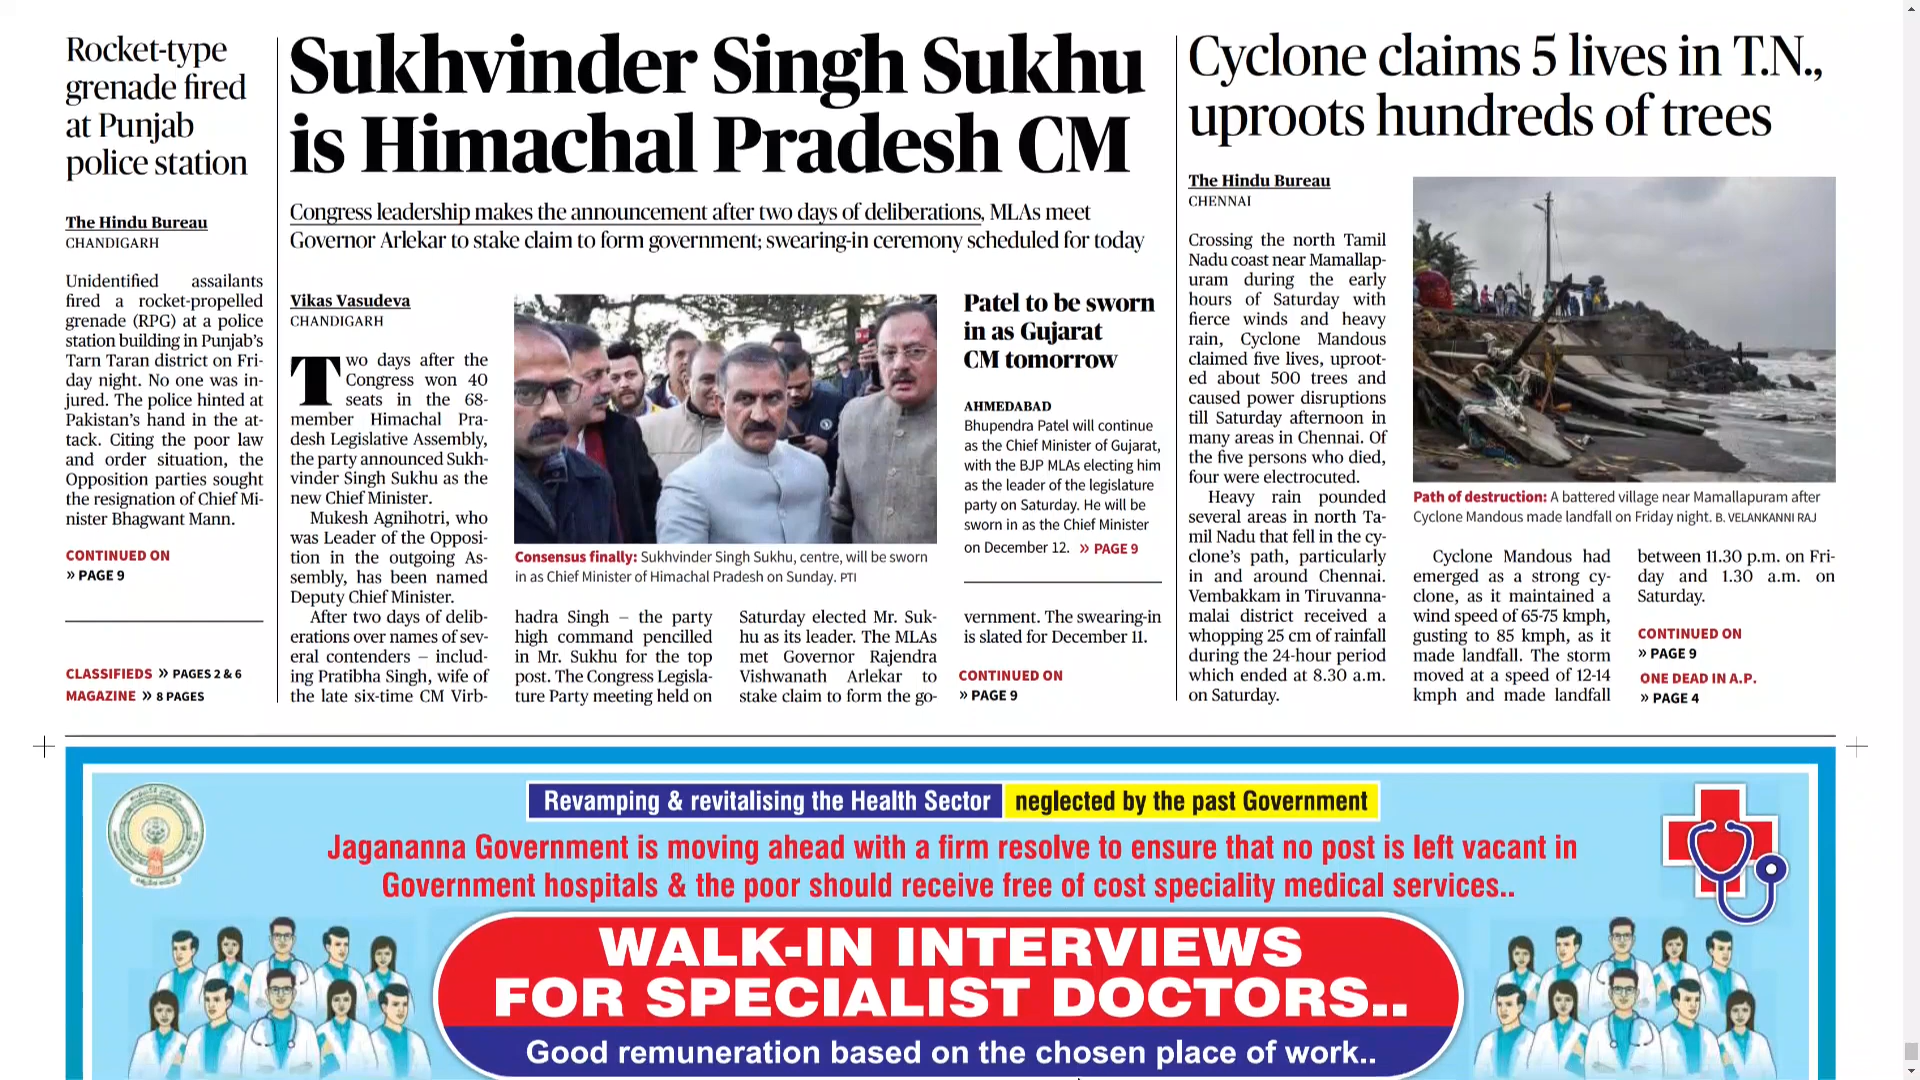 Rocket-type
grenade fired
at Punjab
police station
The Hindu Bureau
CHANDIGARH
Unidentified assailants
fired a rocket-propelled
grenade (RPG) at a police
station building in Punjab's
Tarn Taran district on Fri-
day night. No one was in-
jured. The police hinted at
Pakistan's hand in the at-
tack. Citing the poor law
and order situation, the
Opposition parties sought
the resignation of Chief Mi-
nister Bhagwant Mann.
CONTINUED ON
» PAGE 9
CLASSIFIEDS » PAGES 2 & 6
MAGAZINE » 8 PAGES
Sukhvinder Singh Sukhu
is Himachal Pradesh CM
Congress leadership makes the announcement after two days of deliberations, MLAs meet
Governor Arlekar to stake claim to form government; swearing-in ceremony scheduled for today
Vikas Vasudeva
CHANDIGARH
Two days after the
Congress won 40
seats in the 68-
member Himachal Pra-
desh Legislative Assembly,
the party announced Sukh-
vinder Singh Sukhu as the
new Chief Minister.
Mukesh Agnihotri, who
was Leader of the Opposi-
tion in the outgoing As-
sembly, has been named
Deputy Chief Minister.
After two days of delib-
erations over names of sev-
eral contenders – includ-
ing Pratibha Singh, wife of
the late six-time CM Virb-
Consensus finally: Sukhvinder Singh Sukhu, centre, will be sworn
in as Chief Minister of Himachal Pradesh on Sunday. PTI
hadra Singh – the party
high command pencilled
in Mr. Sukhu for the top
post. The Congress Legisla-
ture Party meeting held on
Saturday elected Mr. Suk-
hu as its leader. The MLAs
met Governor Rajendra
Vishwanath Arlekar to
stake claim to form the go-
vernment. The swearing-in
is slated for December 11.
CONTINUED ON
» PAGE 9
Patel to be sworn
in as Gujarat
CM tomorrow
AHMEDABAD
Bhupendra Patel will continue
as the Chief Minister of Gujarat,
with the BJP MLAs electing him
as the leader of the legislature
party on Saturday. He will be
sworn in as the Chief Minister
on December 12. » PAGE 9
Cyclone claims 5 lives in T.N.,
uproots hundreds of trees
The Hindu Bureau
CHENNAI
Crossing the north Tamil
Nadu coast near Mamallap-
uram during the early
hours of Saturday with
fierce winds and heavy
rain, Cyclone Mandous
claimed five lives, uproot-
ed about 500 trees and
caused power disruptions
till Saturday afternoon in
many areas in Chennai. Of
the five persons who died,
four were electrocuted.
Heavy rain pounded
several areas in north Ta-
mil Nadu that fell in the cy-
clone's path, particularly
in and around Chennai.
Vembakkam in Tiruvanna-
malai district received a
whopping 25 cm of rainfall
during the 24-hour period
which ended at 8.30 a.m.
on Saturday.
Path of destruction: A battered village near Mamallapuram after
Cyclone Mandous made landfall on Friday night. B. VELANKANNI RAJ
Cyclone Mandous had
emerged as a strong cy-
clone, as it maintained a
wind speed of 65-75 kmph,
gusting to 85 kmph, as it
made landfall. The storm
moved at a speed of 12-14
kmph and made landfall
between 11.30 p.m. on Fri-
day and 1.30 a.m. on
Saturday.
CONTINUED ON
» PAGE 9
ONE DEAD IN A.P.
» PAGE 4
Revamping & revitalising the Health Sector neglected by the past Government
Jagananna Government is moving ahead with a firm resolve to ensure that no post is left vacant in
Government hospitals & the poor should receive free of cost speciality medical services..
WALK-IN INTERVIEWS
FOR SPECIALIST DOCTORS..
Good remuneration based on the chosen place of work..